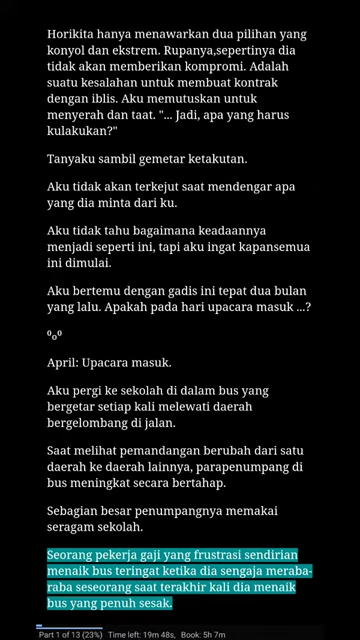 Horikita hanya menawarkan dua pilihan yang
konyol dan ekstrem. Rupanya,sepertinya dia
tidak akan memberikan kompromi. Adalah
suatu kesalahan untuk membuat kontrak
dengan iblis. Aku memutuskan untuk
menyerah dan taat. "... Jadi, apa yang harus
kulakukan?"
Tanyaku sambil gemetar ketakutan.
Aku tidak akan terkejut saat mendengar apa
yang dia minta dari ku.
Aku tidak tahu bagaimana keadaannya
menjadi seperti ini, tapi aku ingat kapansemua
ini dimulai.
Aku bertemu dengan gadis ini tepat dua bulan
yang lalu. Apakah pada hari upacara masuk ...?
⁰₀⁰
April: Upacara masuk.
Aku pergi ke sekolah di dalam bus yang
bergetar setiap kali melewati daerah
bergelombang di jalan.
Saat melihat pemandangan berubah dari satu
daerah ke daerah lainnya, parapenumpang di
bus meningkat secara bertahap.
Sebagian besar penumpangnya memakai
seragam sekolah.
Seorang pekerja gaji yang frustrasi sendirian
menaik bus teringat ketika dia sengaja meraba-
raba seseorang saat terakhir kali dia menaik
bus yang penuh sesak.
Part 1 of 13 (23%) Time left: 19m 48s, Book: 5h 7m